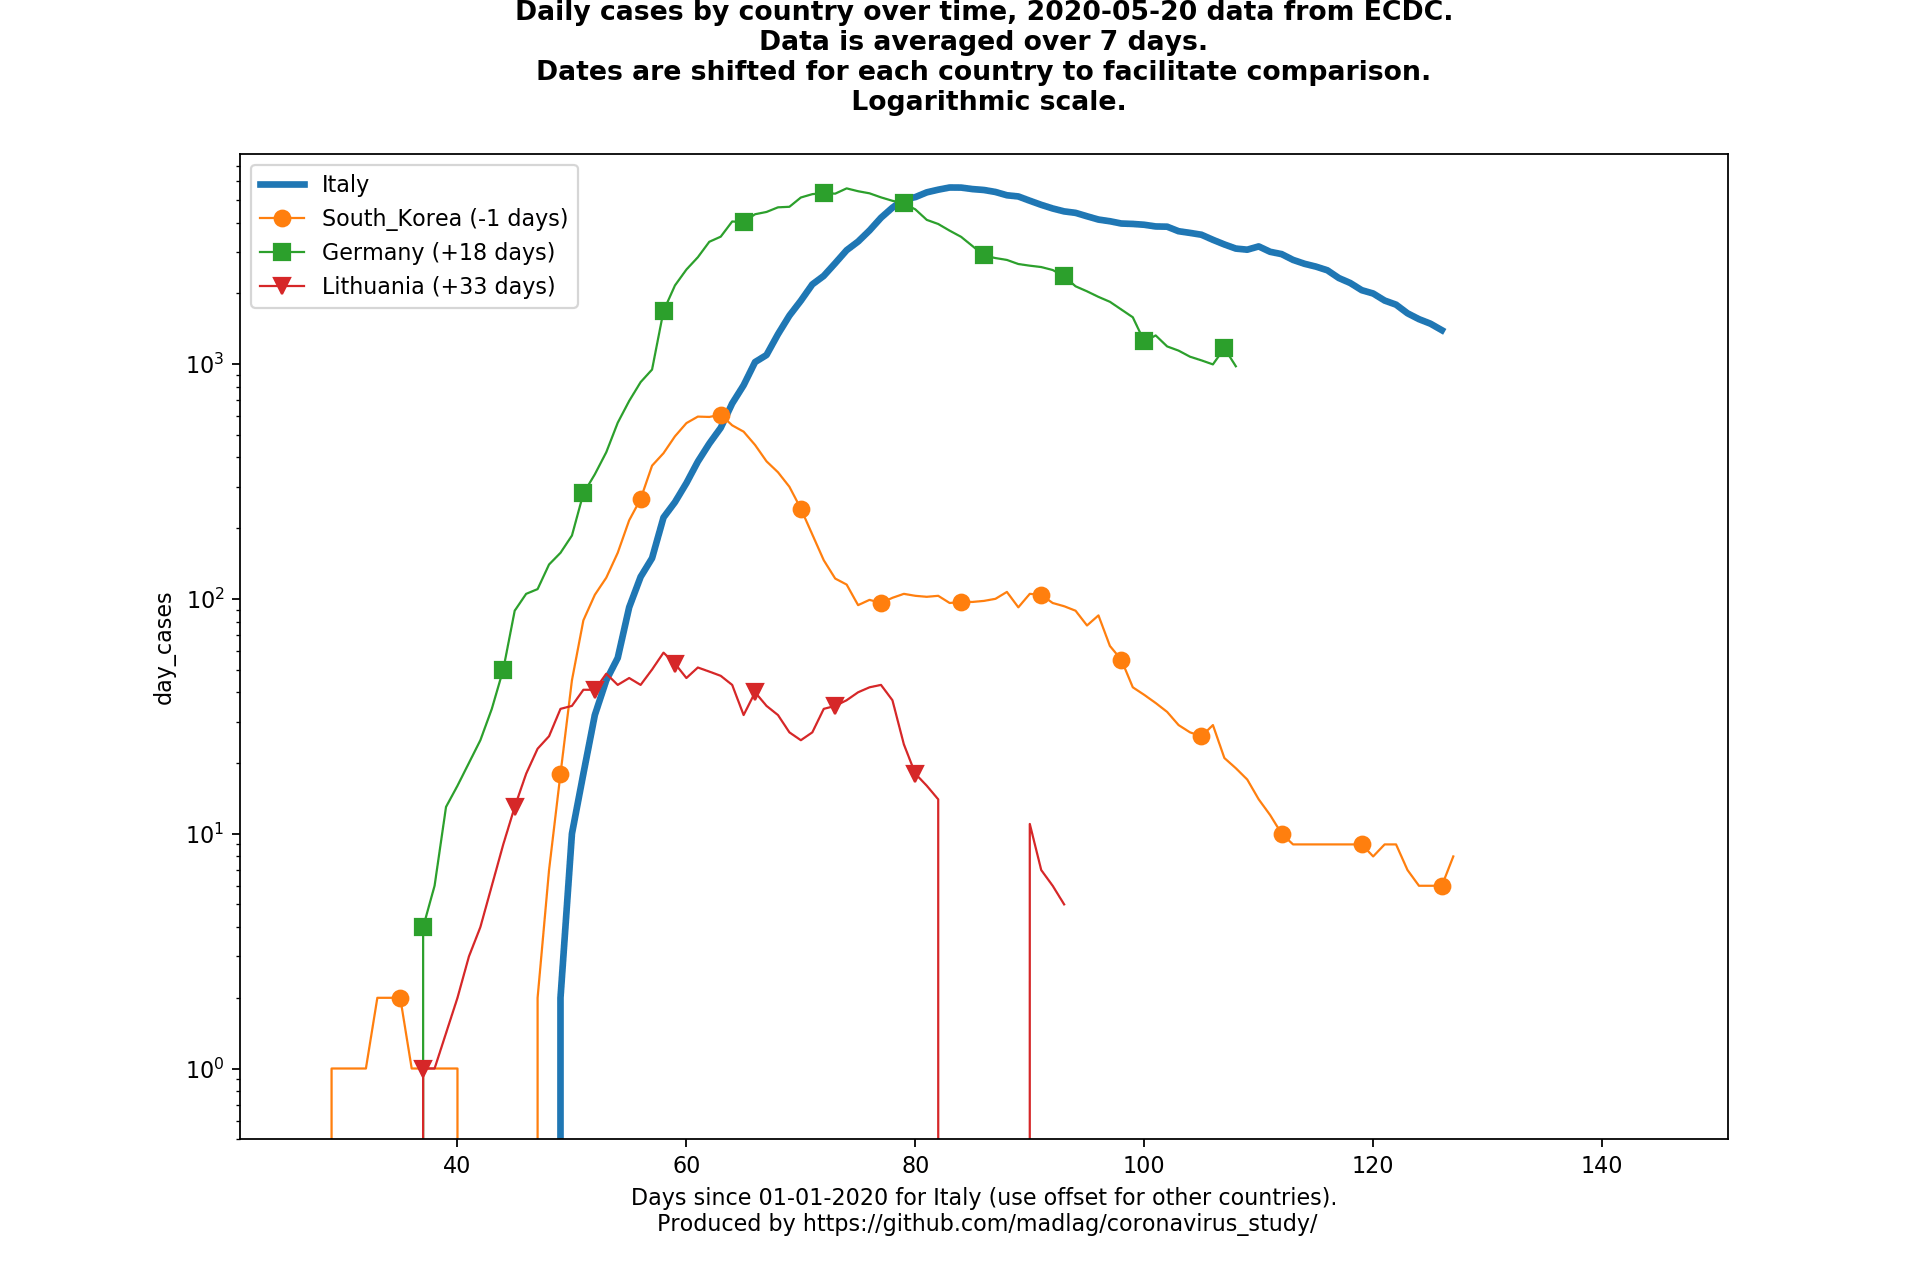 Daily cases by country over time, 2020-05-20 data from ECDC.
Data is averaged over 7 days.
Dates are shifted for each country to facilitate comparison.
Logarithmic scale.
Italy
South_Korea (-1 days)
Germany (+18 days)
Lithuania (+33 days)
10³
10²
10¹
10⁰
day_cases
40 60 80 100 120 140
Days since 01-01-2020 for Italy (use offset for other countries).
Produced by https://github.com/madlag/coronavirus_study/